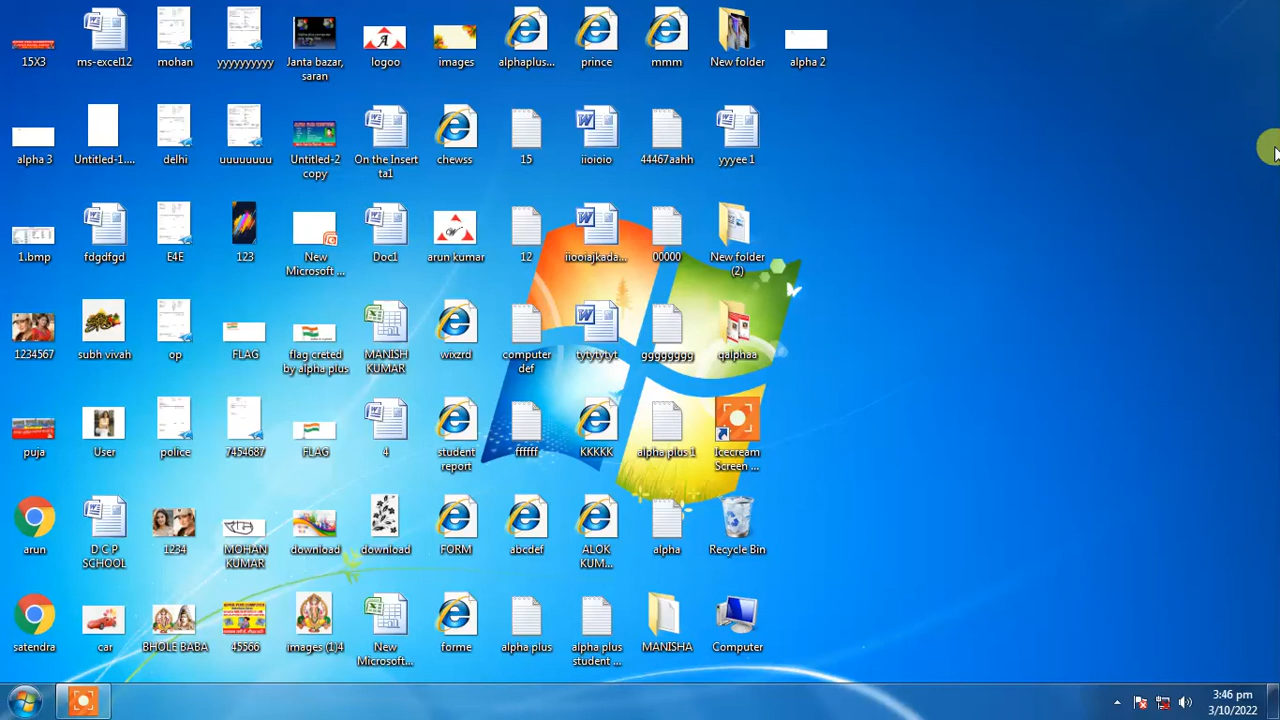 15X3
ms-excel12
mohan
yyyyyyyyyy
Janta bazar,
saran
logoo
images
alphaplus...
prince
mmm
New folder
alpha 2
alpha 3
Untitled-1....
delhi
uuuuuuuu
Untitled-2
copy
On the Insert
ta1
chewss
15
iioioio
44467aahh
yyyee 1
1.bmp
fdgdfgd
E4E
123
New
Microsoft ...
Doc1
arun kumar
12
iiooiajkada...
00000
New folder
(2)
1234567
subh vivah
op
FLAG
flag creted
by alpha plus
MANISH
KUMAR
wixzrd
computer
def
tytytytyt
gggggggg
qalphaa
puja
User
police
7454687
FLAG
4
student
report
ffffff
KKKKK
alpha plus 1
Icecream
Screen ...
arun
D C P
SCHOOL
1234
MOHAN
KUMAR
download
download
FORM
abcdef
ALOK
KUM...
alpha
Recycle Bin
satendra
car
BHOLE BABA
45566
images (1)4
New
Microsoft...
forme
alpha plus
alpha plus
student ...
MANISHA
Computer
3:46 pm
3/10/2022